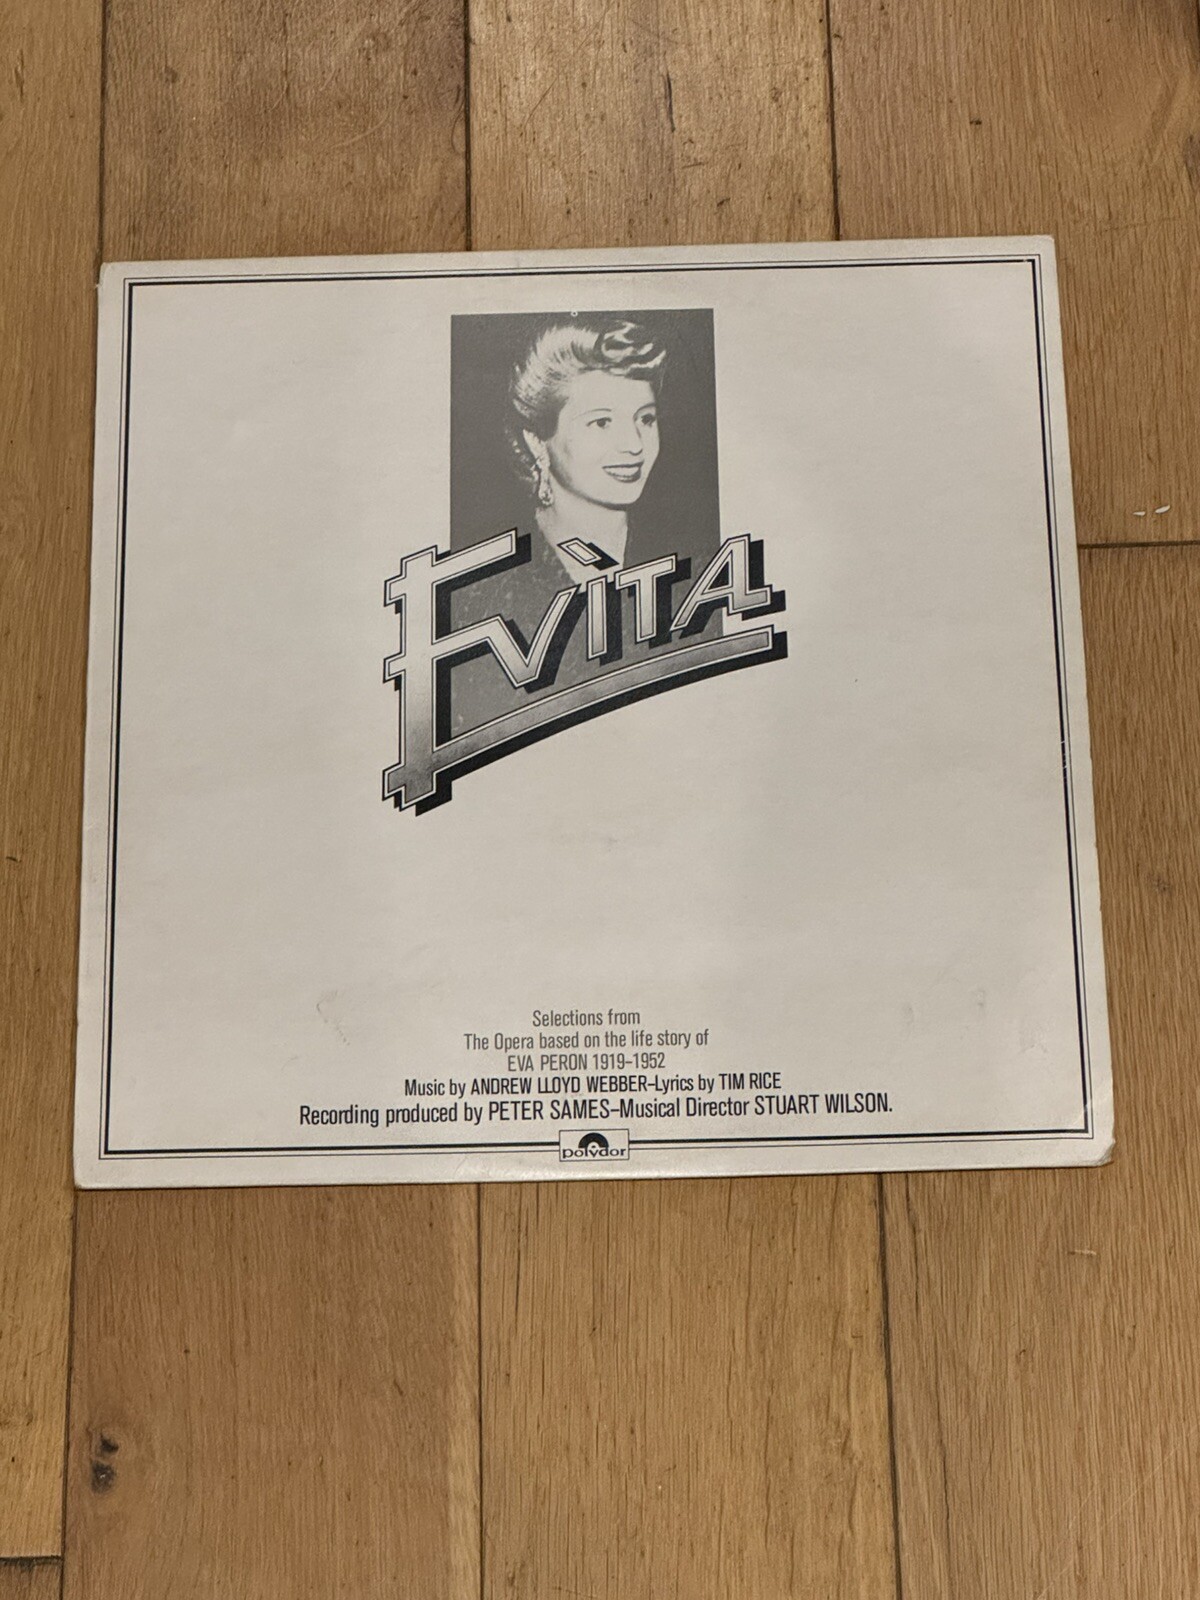 EVITA
Selections from
The Opera based on the life story of
EVA PERON 1919–1952
Music by ANDREW LLOYD WEBBER–Lyrics by TIM RICE
Recording produced by PETER SAMES–Musical Director STUART WILSON.
polydor